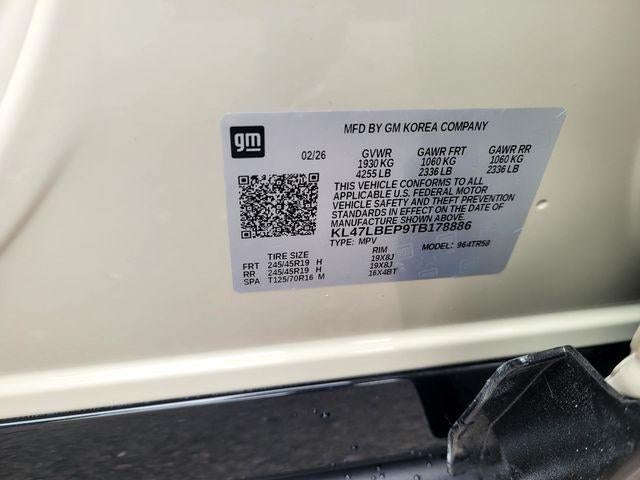 gm
MFD BY GM KOREA COMPANY
02/26 GVWR GAWR FRT GAWR RR
1930 KG 1060 KG 1060 KG
4255 LB 2336 LB 2336 LB
THIS VEHICLE CONFORMS TO ALL
APPLICABLE U.S. FEDERAL MOTOR
VEHICLE SAFETY AND THEFT PREVENTION
STANDARDS IN EFFECT ON THE DATE OF
MANUFACTURE SHOWN ABOVE.
KL47LBEP9TB178886
TYPE: MPV MODEL: 964TR58
TIRE SIZE RIM
FRT 245/45R19 H 19X8J
RR 245/45R19 H 19X8J
SPA T125/70R16 M 16X4BT